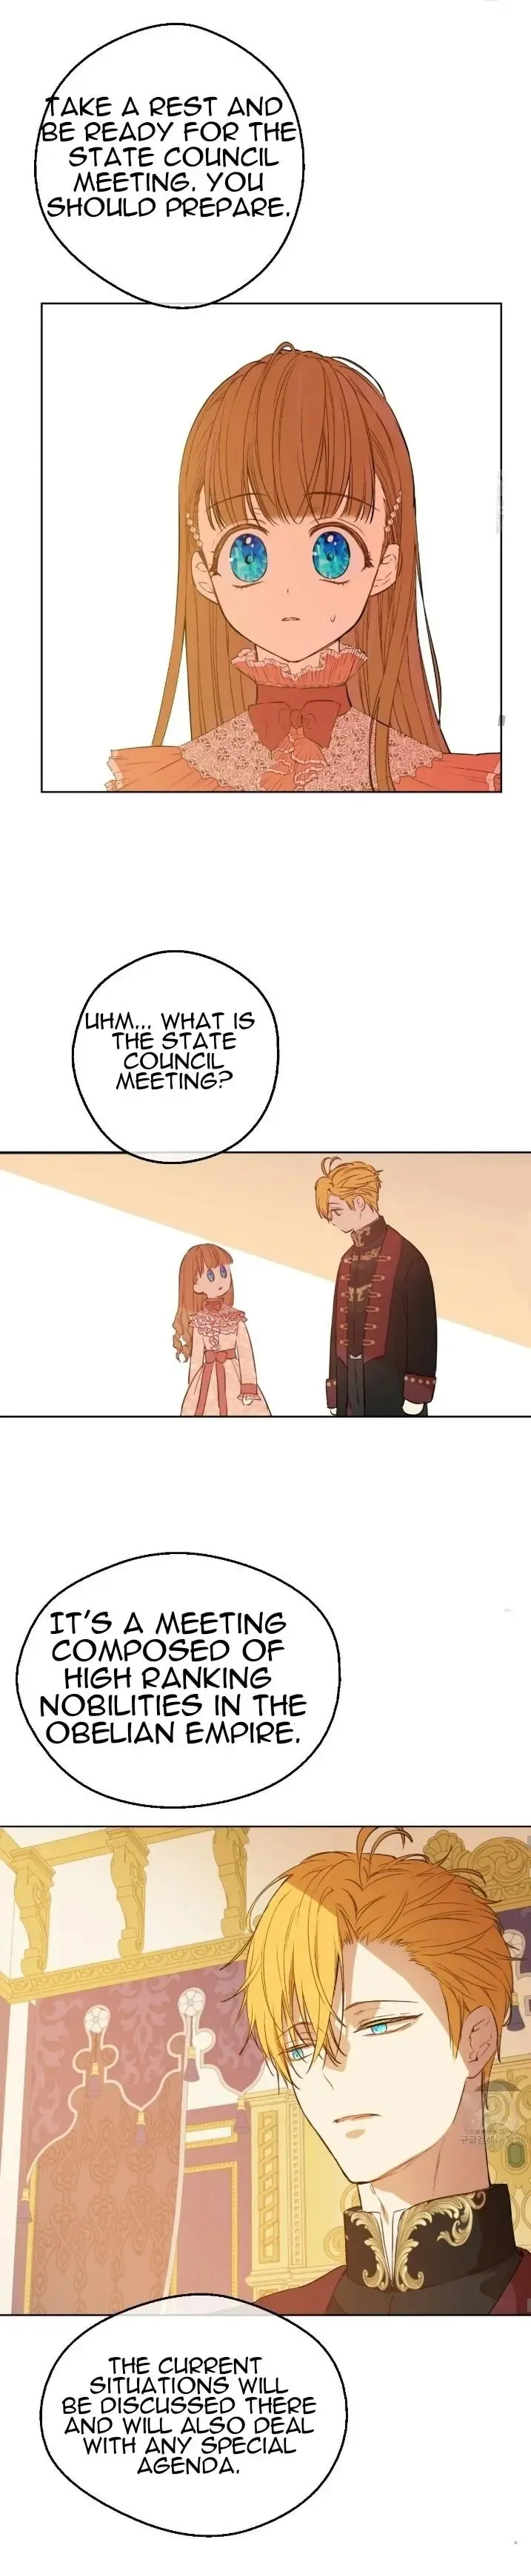 TAKE A REST AND
BE READY FOR THE
STATE COUNCIL
MEETING. YOU
SHOULD PREPARE.
UHM... WHAT IS
THE STATE
COUNCIL
MEETING?
IT'S A MEETING
COMPOSED OF
HIGH RANKING
NOBILITIES IN THE
OBELIAN EMPIRE.
THE CURRENT
SITUATIONS WILL
BE DISCUSSED THERE
AND WILL ALSO DEAL
WITH ANY SPECIAL
AGENDA.